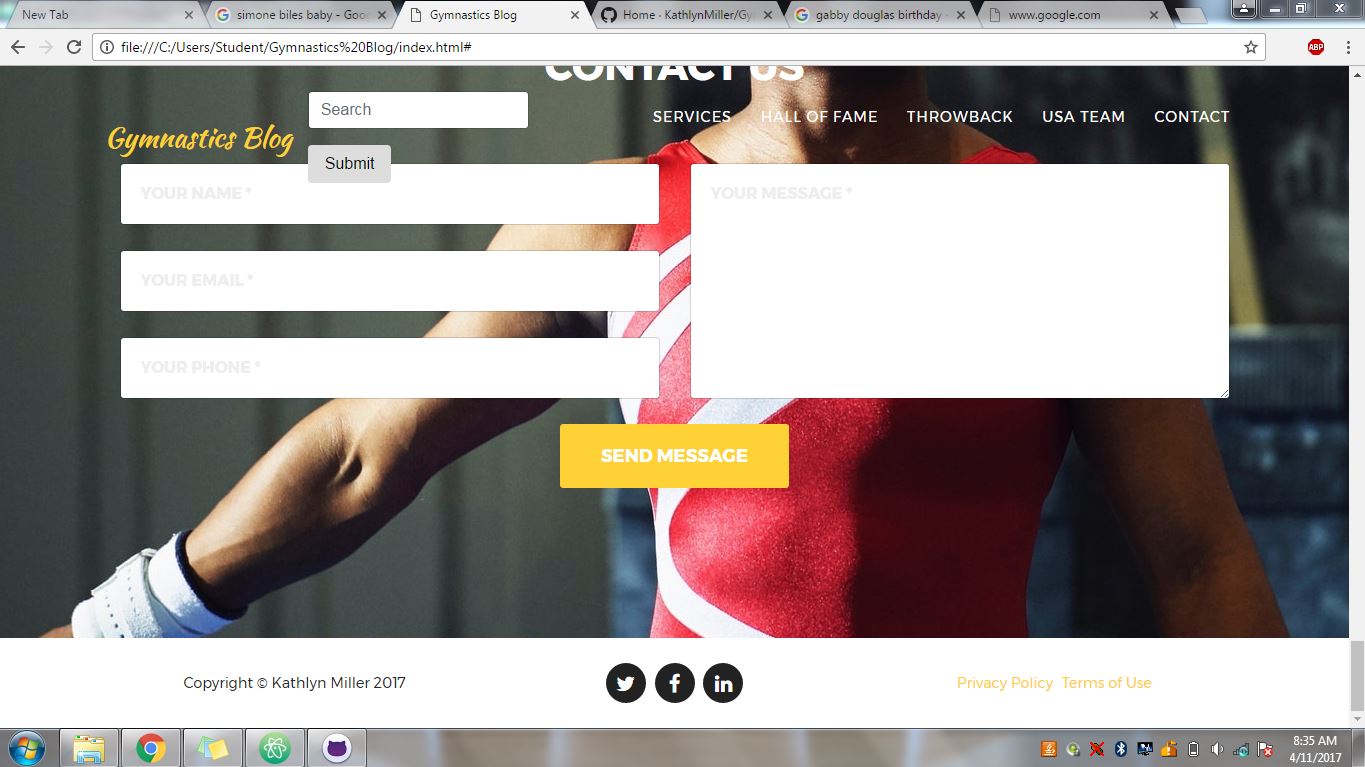 New Tab
simone biles baby - Goo
Gymnastics Blog
Home · KathlynMiller/Gy
gabby douglas birthday -
www.google.com
file:///C:/Users/Student/Gymnastics%20Blog/index.html#
ABP
CONTACT US
Search
SERVICES
HALL OF FAME
THROWBACK
USA TEAM
CONTACT
Gymnastics Blog
Submit
YOUR NAME *
YOUR MESSAGE *
YOUR EMAIL *
YOUR PHONE *
SEND MESSAGE
Copyright © Kathlyn Miller 2017
Privacy Policy
Terms of Use
8:35 AM
4/11/2017